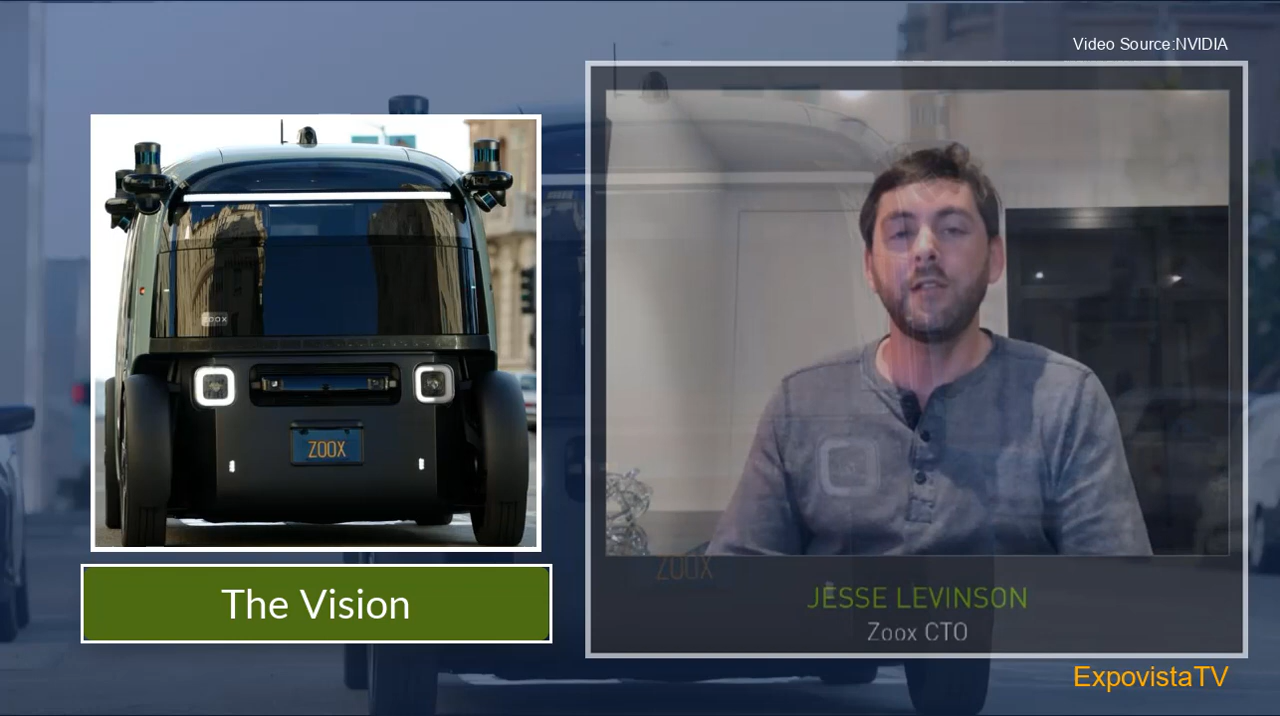 Video Source:NVIDIA
ZOOX
ZOOX
The Vision
ZOOX
JESSE LEVINSON
Zoox CTO
ExpovistaTV